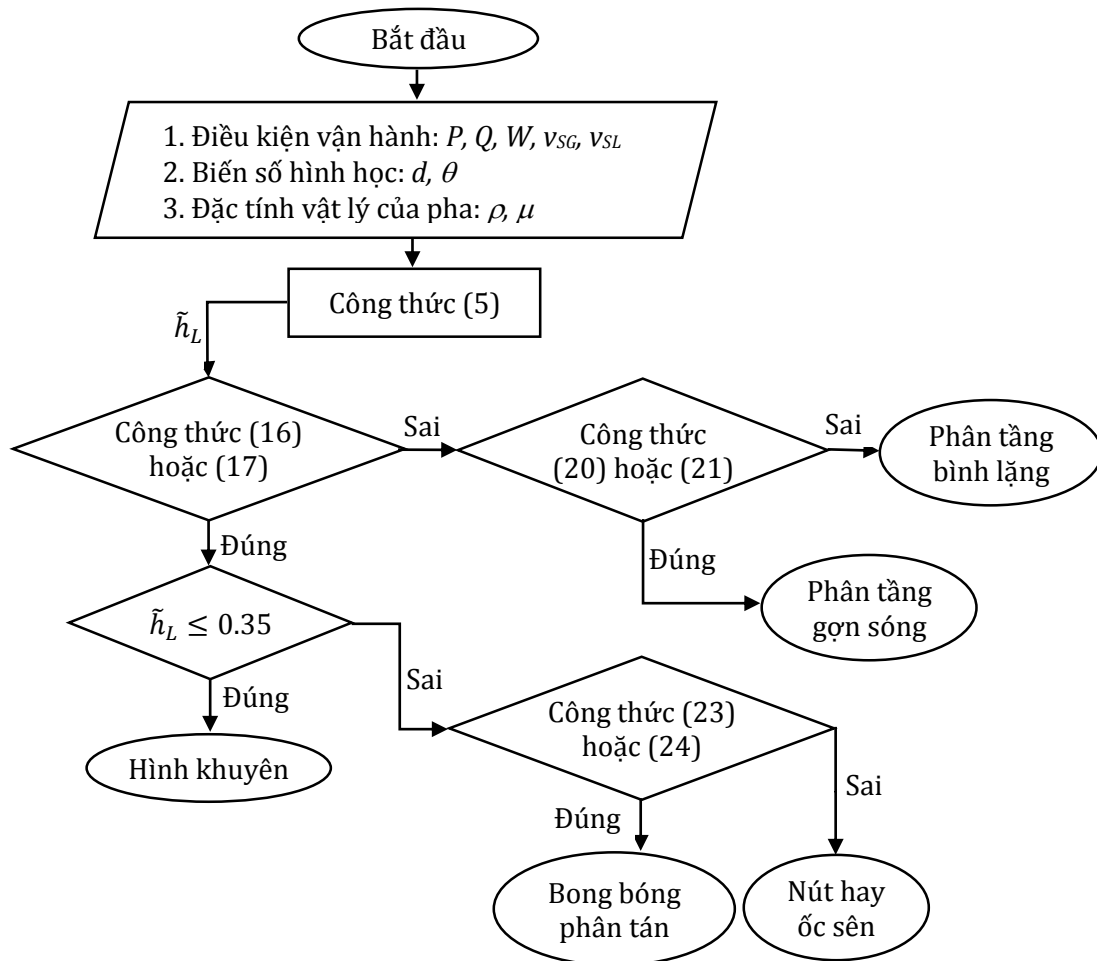 Bắt đầu
1. Điều kiện vận hành: P, Q, W, vSG, vSL
2. Biến số hình học: d, θ
3. Đặc tính vật lý của pha: ρ, μ
Công thức (5)
h̃L
Công thức (16)
hoặc (17)
Sai
Công thức
(20) hoặc (21)
Sai
Phân tầng
bình lặng
Đúng
Đúng
Phân tầng
gợn sóng
h̃L ≤ 0.35
Sai
Đúng
Hình khuyên
Công thức (23)
hoặc (24)
Sai
Đúng
Bong bóng
phân tán
Nút hay
ốc sên